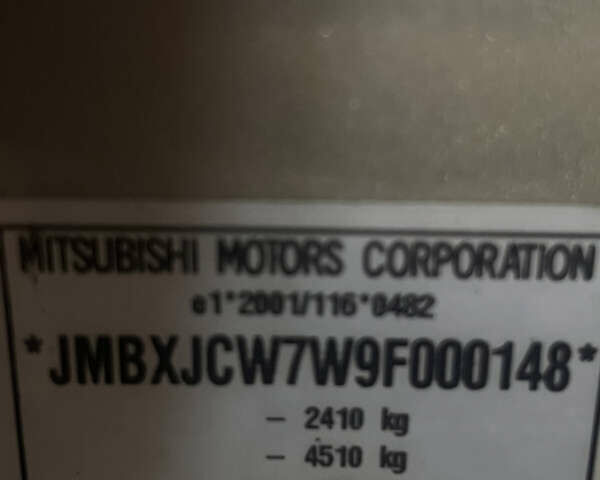 MITSUBISHI MOTORS CORPORATION
e1*2001/116*0482
*JMBXJCW7W9F000148*
- 2410 kg
- 4510 kg